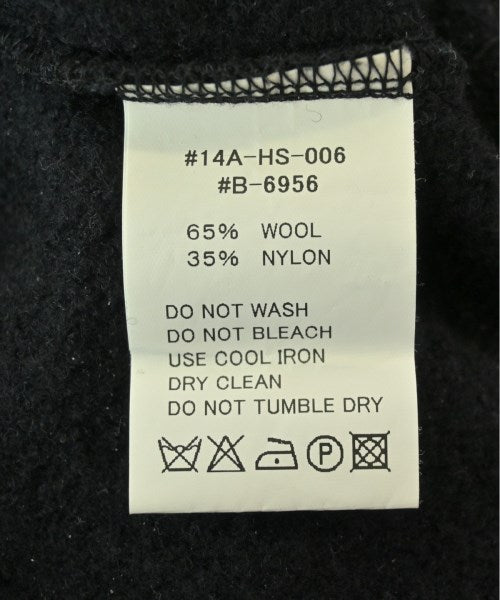 #14A-HS-006
#B-6956
65% WOOL
35% NYLON
DO NOT WASH
DO NOT BLEACH
USE COOL IRON
DRY CLEAN
DO NOT TUMBLE DRY
P